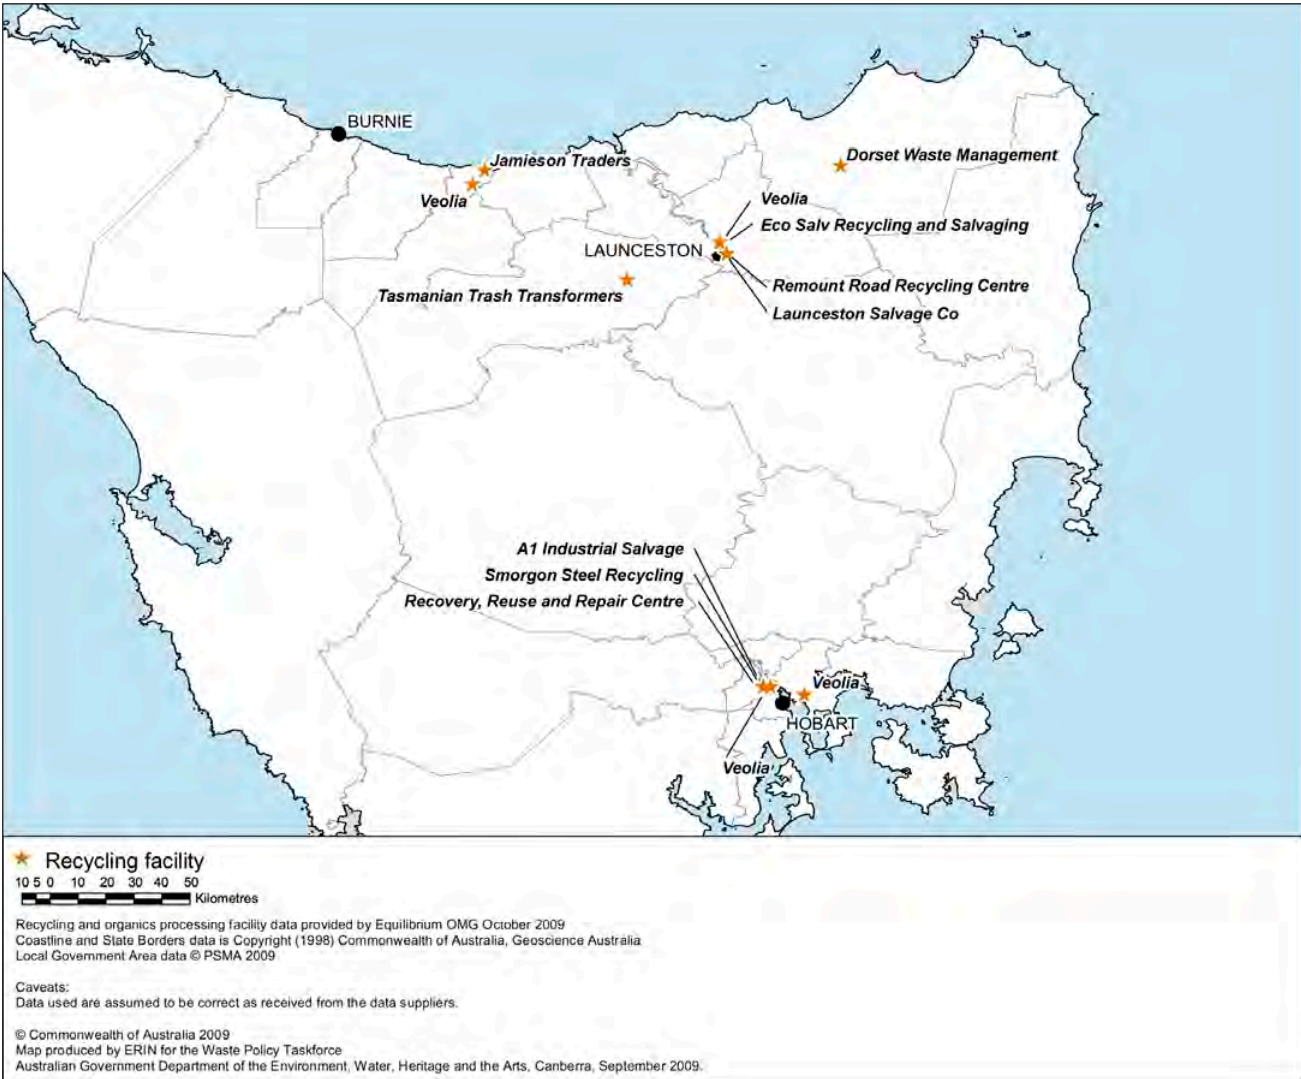 BURNIE
Jamieson Traders
Dorset Waste Management
Veolia
Veolia
Eco Salv Recycling and Salvaging
LAUNCESTON
Remount Road Recycling Centre
Tasmanian Trash Transformers
Launceston Salvage Co
A1 Industrial Salvage
Smorgon Steel Recycling
Recovery, Reuse and Repair Centre
Veolia
HOBART
Veolia
Recycling facility
10 5 0 10 20 30 40 50
Kilometres
Recycling and organics processing facility data provided by Equilibrium OMG October 2009
Coastline and State Borders data is Copyright (1998) Commonwealth of Australia, Geoscience Australia
Local Government Area data © PSMA 2009
Caveats:
Data used are assumed to be correct as received from the data suppliers.
© Commonwealth of Australia 2009
Map produced by ERIN for the Waste Policy Taskforce
Australian Government Department of the Environment, Water, Heritage and the Arts, Canberra, September 2009.